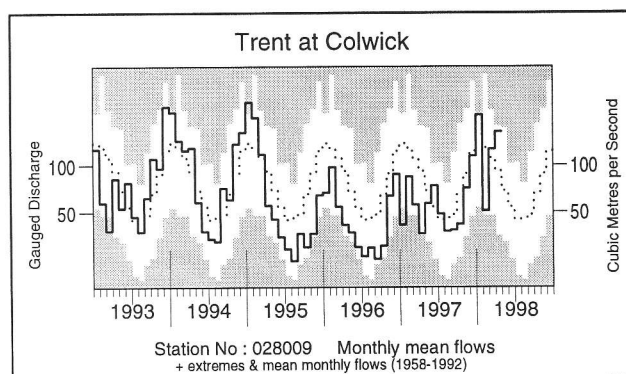 Trent at Colwick
Gauged Discharge
100
50
100
50
Cubic Metres per Second
1993 1994 1995 1996 1997 1998
Station No : 028009 Monthly mean flows
+ extremes & mean monthly flows (1958-1992)